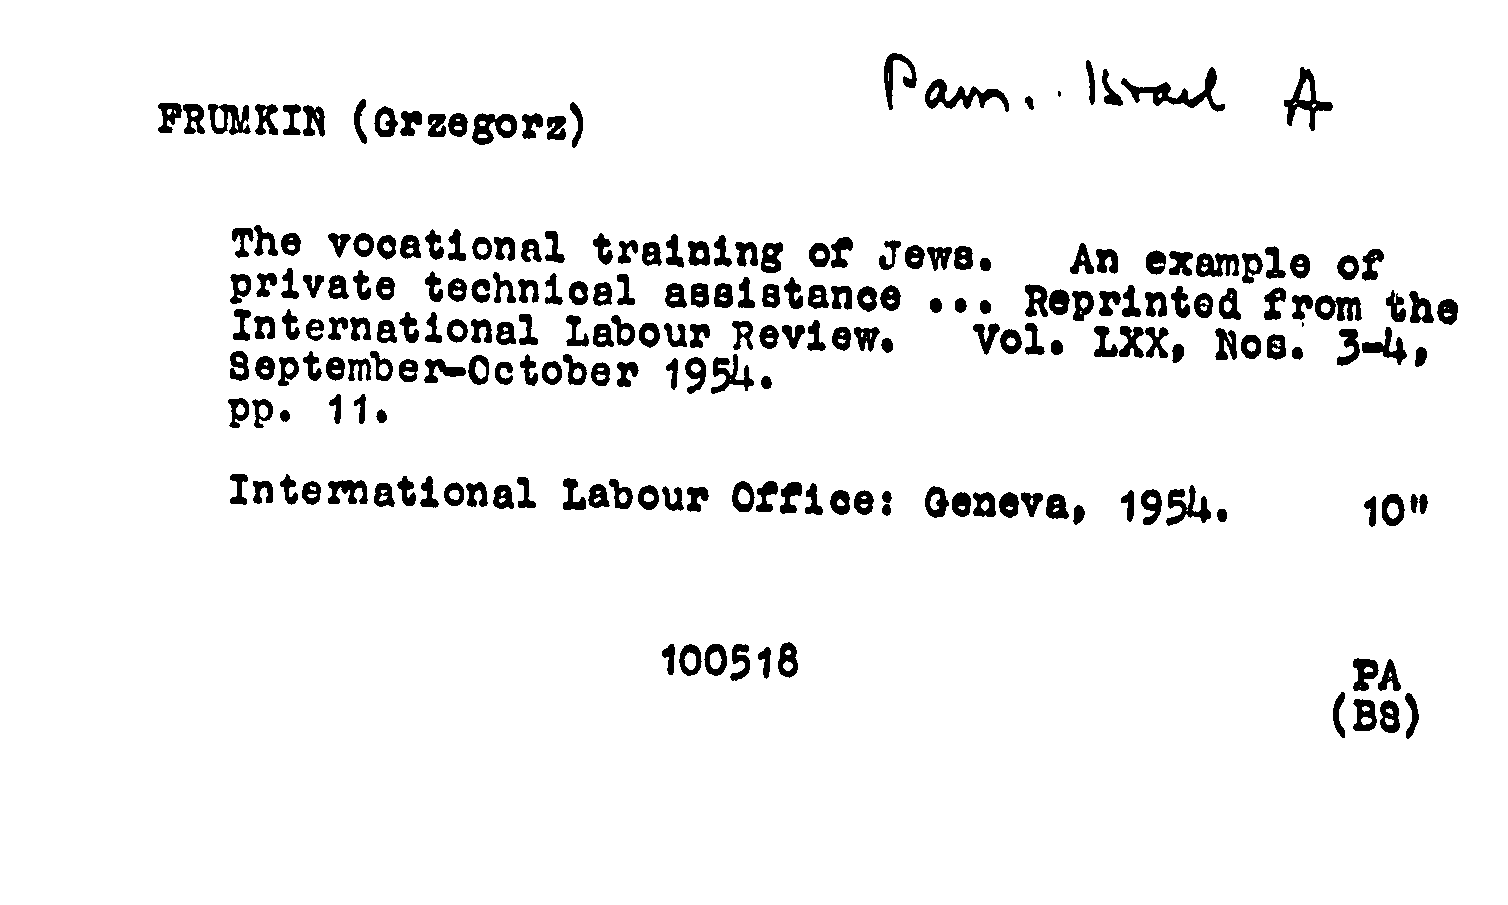 Pam. Israel A
FRUMKIN (Grzegorz)
The vocational training of Jews. An example of
private technical assistance ... Reprinted from the
International Labour Review. Vol. LXX, Nos. 3-4,
September-October 1954.
pp. 11.
International Labour Office: Geneva, 1954. 10"
100518
PA
(BS)